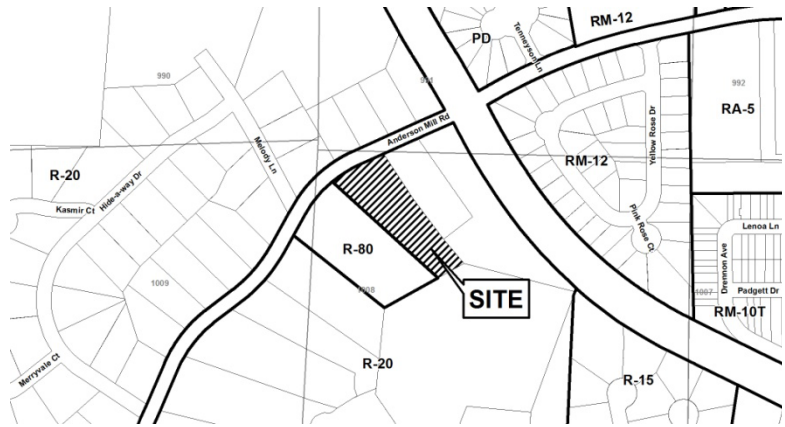 RM-12
PD
Tenneyson Ln
990
991
992
RA-5
Anderson Mill Rd
Melody Ln
Yellow Rose Dr
RM-12
R-20
Hide-a-way Dr
Kasmir Ct
Pink Rose Ct
Lenoa Ln
R-80
Drennon Ave
1009
1008
SITE
1007
Padgett Dr
RM-10T
Merryvale Ct
R-20
R-15